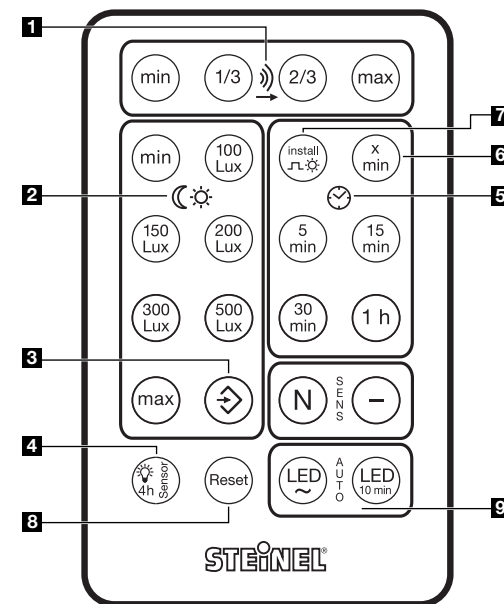 1
min 1/3 2/3 max
7
install
x
min
6
min
100
Lux
2
5
150
Lux
200
Lux
5
min
15
min
300
Lux
500
Lux
30
min
1 h
3
max
N
SENS
–
4
4h
Sensor
Reset
LED
~
AUTO
LED
10 min
8
9
STEINEL®